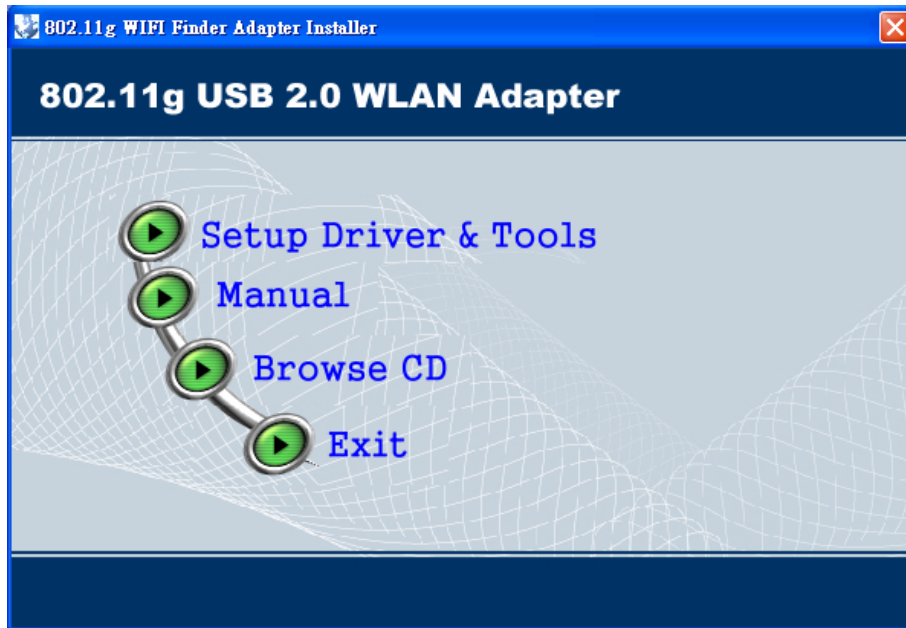 802.11g WIFI Finder Adapter Installer
802.11g USB 2.0 WLAN Adapter
Setup Driver & Tools
Manual
Browse CD
Exit